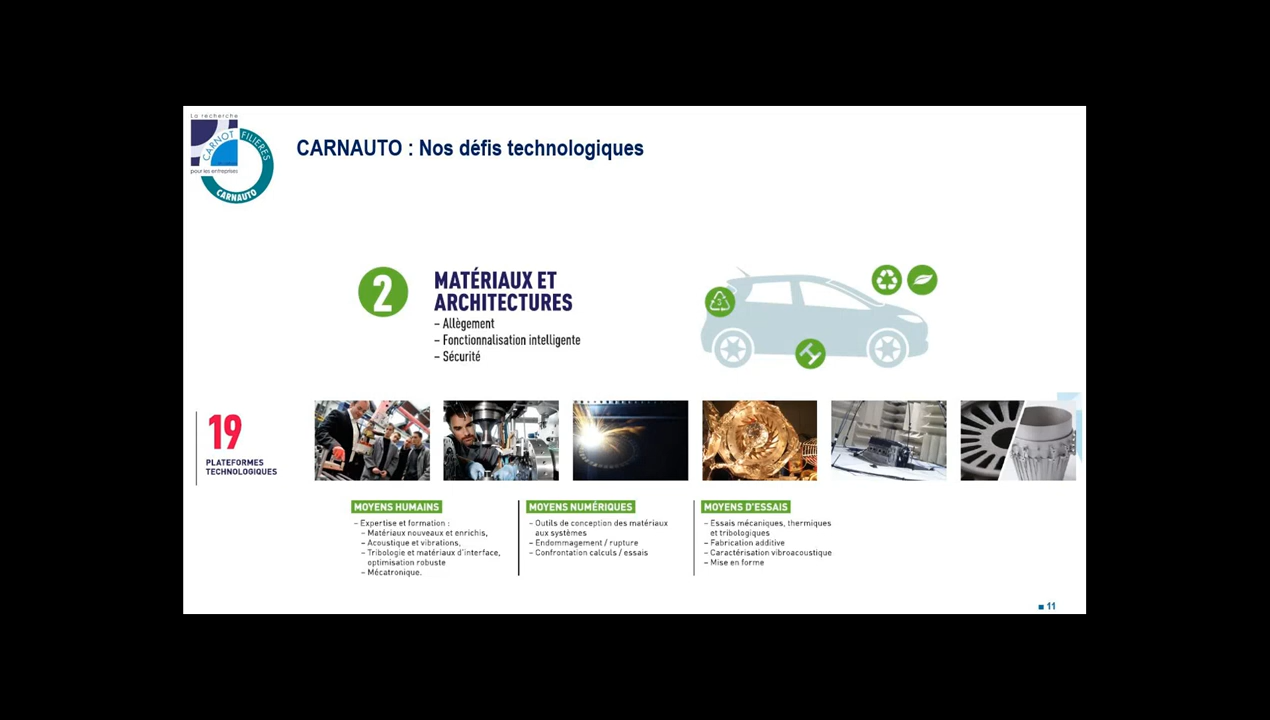 La recherche
CARNOT
FILIÈRES
pour les entreprises
CARNAUTO
CARNAUTO : Nos défis technologiques
2
MATÉRIAUX ET
ARCHITECTURES
– Allègement
– Fonctionnalisation intelligente
– Sécurité
3
19
PLATEFORMES
TECHNOLOGIQUES
MOYENS HUMAINS
– Expertise et formation :
– Matériaux nouveaux et enrichis,
– Acoustique et vibrations,
– Tribologie et matériaux d'interface,
optimisation robuste
– Mécatronique.
MOYENS NUMÉRIQUES
– Outils de conception des matériaux
aux systèmes
– Endommagement / rupture
– Confrontation calculs / essais
MOYENS D'ESSAIS
– Essais mécaniques, thermiques
et tribologiques
– Fabrication additive
– Caractérisation vibroacoustique
– Mise en forme
11